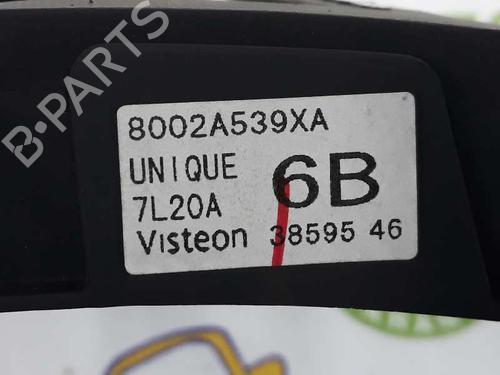 B-PARTS
8002A539XA
UNIQUE
6B
7L20A
Visteon 38595 46